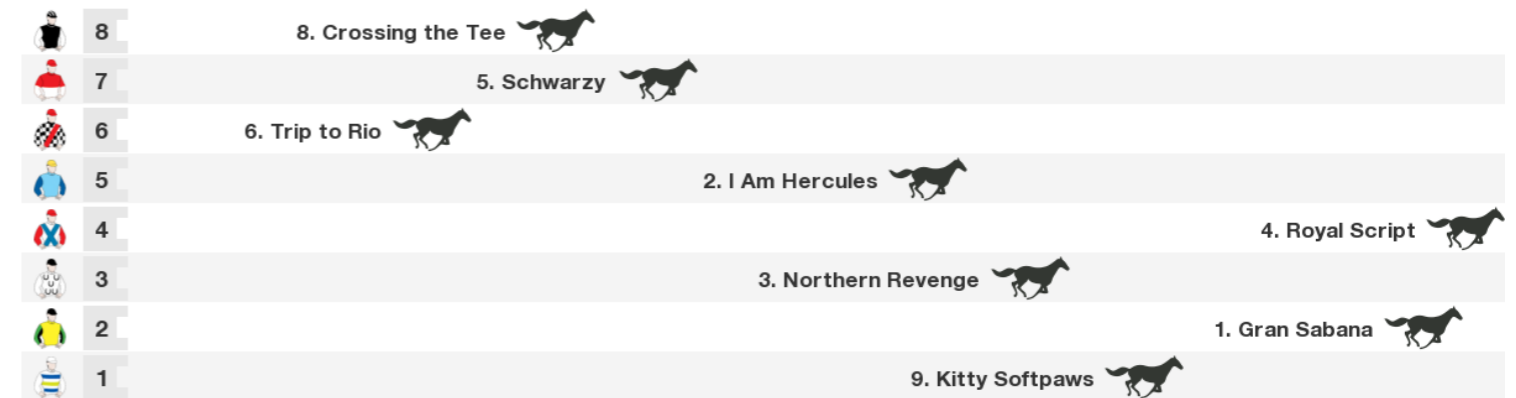 8 8. Crossing the Tee
7 5. Schwarzy
6 6. Trip to Rio
5 2. I Am Hercules
4 4. Royal Script
3 3. Northern Revenge
2 1. Gran Sabana
1 9. Kitty Softpaws